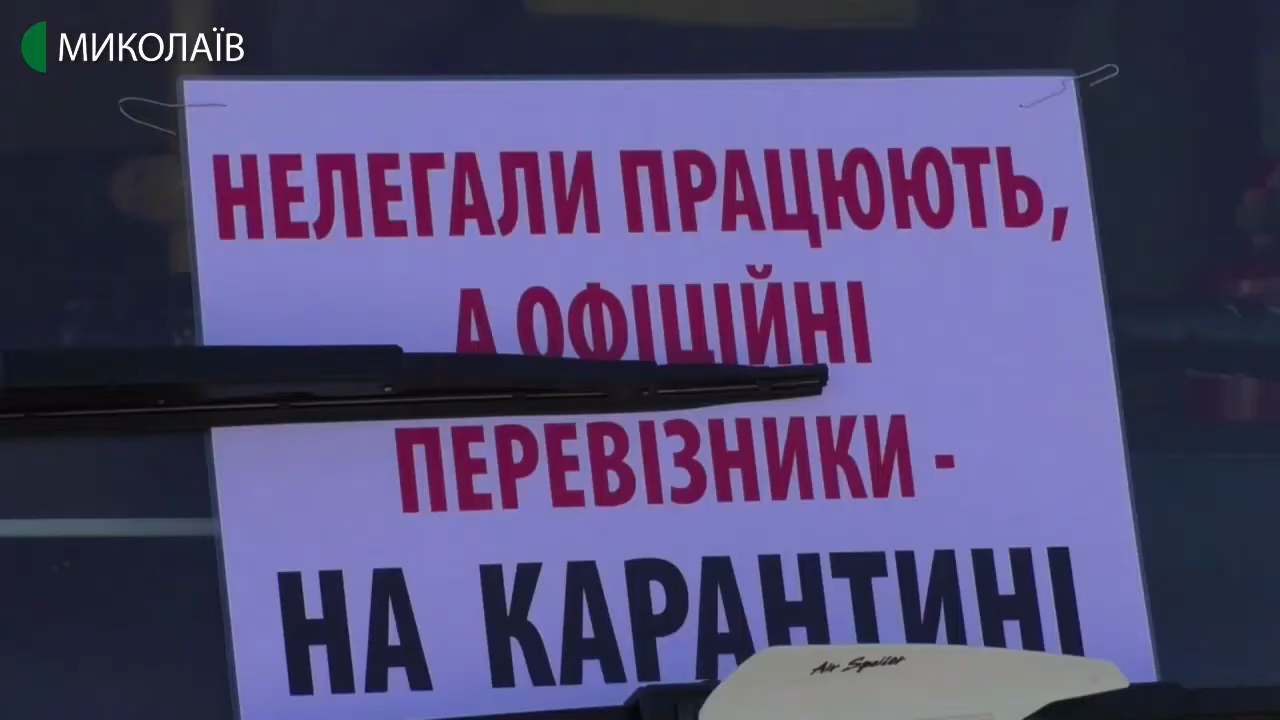 МИКОЛАЇВ
НЕЛЕГАЛИ ПРАЦЮЮТЬ,
А ОФІЦІЙНІ
ПЕРЕВІЗНИКИ -
НА КАРАНТИНІ
Air Spoiler